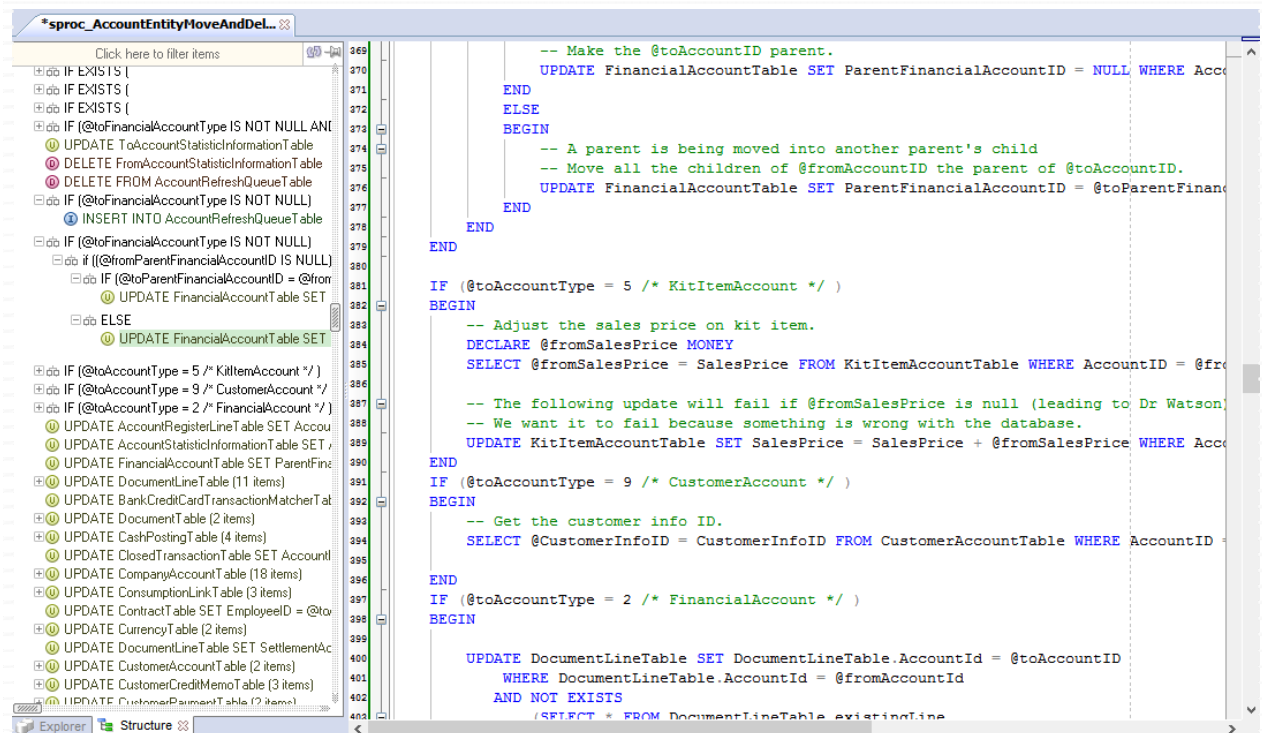 *sproc_AccountEntityMoveAndDel...
Click here to filter items
IF EXISTS (
IF EXISTS (
IF EXISTS (
IF (@toFinancialAccountType IS NOT NULL AND
U UPDATE ToAccountStatisticInformationTable
D DELETE FromAccountStatisticInformationTable
D DELETE FROM AccountRefreshQueueTable
IF (@toFinancialAccountType IS NOT NULL)
I INSERT INTO AccountRefreshQueueTable
IF (@toFinancialAccountType IS NOT NULL)
if ((@fromParentFinancialAccountID IS NULL)
IF (@toParentFinancialAccountID = @from
U UPDATE FinancialAccountTable SET
ELSE
U UPDATE FinancialAccountTable SET
IF (@toAccountType = 5 /* KitItemAccount */ )
IF (@toAccountType = 9 /* CustomerAccount */
IF (@toAccountType = 2 /* FinancialAccount */ )
U UPDATE AccountRegisterLineTable SET Accou
U UPDATE AccountStatisticInformationTable SET
U UPDATE FinancialAccountTable SET ParentFina
U UPDATE DocumentLineTable (11 items)
U UPDATE BankCreditCardTransactionMatcherTab
U UPDATE DocumentTable (2 items)
U UPDATE CashPostingTable (4 items)
U UPDATE ClosedTransactionTable SET AccountI
U UPDATE CompanyAccountTable (18 items)
U UPDATE ConsumptionLinkTable (3 items)
U UPDATE ContractTable SET EmployeeID = @to
U UPDATE CurrencyTable (2 items)
U UPDATE DocumentLineTable SET SettlementAc
U UPDATE CustomerAccountTable (2 items)
U UPDATE CustomerCreditMemoTable (3 items)
U UPDATE CustomerPaymentTable (2 items)
Explorer Structure
369 -- Make the @toAccountID parent.
370 UPDATE FinancialAccountTable SET ParentFinancialAccountID = NULL WHERE Acco
371 END
372 ELSE
373 BEGIN
374 -- A parent is being moved into another parent's child
375 -- Move all the children of @fromAccountID the parent of @toAccountID.
376 UPDATE FinancialAccountTable SET ParentFinancialAccountID = @toParentFinanc
377 END
378 END
379 END
380
381 IF (@toAccountType = 5 /* KitItemAccount */ )
382 BEGIN
383 -- Adjust the sales price on kit item.
384 DECLARE @fromSalesPrice MONEY
385 SELECT @fromSalesPrice = SalesPrice FROM KitItemAccountTable WHERE AccountID = @fro
386
387 -- The following update will fail if @fromSalesPrice is null (leading to Dr Watson)
388 -- We want it to fail because something is wrong with the database.
389 UPDATE KitItemAccountTable SET SalesPrice = SalesPrice + @fromSalesPrice WHERE Acco
390 END
391 IF (@toAccountType = 9 /* CustomerAccount */ )
392 BEGIN
393 -- Get the customer info ID.
394 SELECT @CustomerInfoID = CustomerInfoID FROM CustomerAccountTable WHERE AccountID =
395
396 END
397 IF (@toAccountType = 2 /* FinancialAccount */ )
398 BEGIN
399
400 UPDATE DocumentLineTable SET DocumentLineTable.AccountId = @toAccountID
401 WHERE DocumentLineTable.AccountId = @fromAccountId
402 AND NOT EXISTS
403 (SELECT * FROM DocumentLineTable existingLine